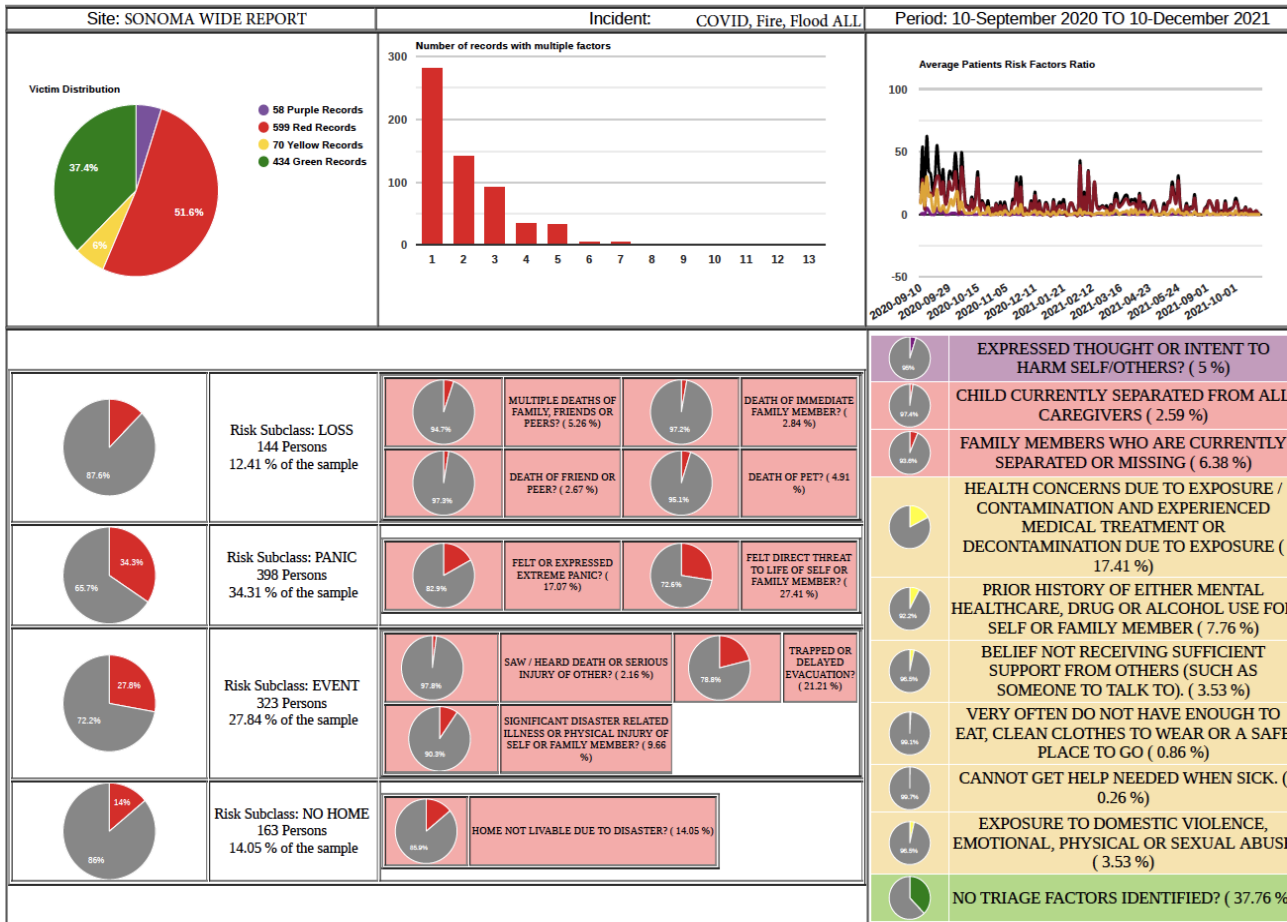 Site: SONOMA WIDE REPORT
Incident: COVID, Fire, Flood ALL
Period: 10-September 2020 TO 10-December 2021
Victim Distribution
37.4%
51.6%
6%
58 Purple Records
599 Red Records
70 Yellow Records
434 Green Records
Number of records with multiple factors
300
200
100
0
1 2 3 4 5 6 7 8 9 10 11 12 13
Average Patients Risk Factors Ratio
100
50
0
-50
2020-09-10
2020-09-29
2020-10-15
2020-11-05
2020-12-11
2021-01-21
2021-02-12
2021-03-16
2021-04-23
2021-05-24
2021-09-01
2021-10-01
87.6%
Risk Subclass: LOSS
144 Persons
12.41 % of the sample
94.7%
MULTIPLE DEATHS OF
FAMILY, FRIENDS OR
PEERS? ( 5.26 %)
97.2%
DEATH OF IMMEDIATE
FAMILY MEMBER? (
2.84 %)
97.3%
DEATH OF FRIEND OR
PEER? ( 2.67 %)
95.1%
DEATH OF PET? ( 4.91
%)
34.3%
65.7%
Risk Subclass: PANIC
398 Persons
34.31 % of the sample
82.9%
FELT OR EXPRESSED
EXTREME PANIC? (
17.07 %)
72.6%
FELT DIRECT THREAT
TO LIFE OF SELF OR
FAMILY MEMBER? (
27.41 %)
27.8%
72.2%
Risk Subclass: EVENT
323 Persons
27.84 % of the sample
97.8%
SAW / HEARD DEATH OR SERIOUS
INJURY OF OTHER? ( 2.16 %)
78.8%
TRAPPED OR
DELAYED
EVACUATION?
( 21.21 %)
90.3%
SIGNIFICANT DISASTER RELATED
ILLNESS OR PHYSICAL INJURY OF
SELF OR FAMILY MEMBER? ( 9.66
%)
14%
86%
Risk Subclass: NO HOME
163 Persons
14.05 % of the sample
85.9%
HOME NOT LIVABLE DUE TO DISASTER? ( 14.05 %)
95%
EXPRESSED THOUGHT OR INTENT TO
HARM SELF/OTHERS? ( 5 %)
97.4%
CHILD CURRENTLY SEPARATED FROM ALL
CAREGIVERS ( 2.59 %)
93.6%
FAMILY MEMBERS WHO ARE CURRENTLY
SEPARATED OR MISSING ( 6.38 %)
HEALTH CONCERNS DUE TO EXPOSURE /
CONTAMINATION AND EXPERIENCED
MEDICAL TREATMENT OR
DECONTAMINATION DUE TO EXPOSURE (
17.41 %)
92.2%
PRIOR HISTORY OF EITHER MENTAL
HEALTHCARE, DRUG OR ALCOHOL USE FO
SELF OR FAMILY MEMBER ( 7.76 %)
96.5%
BELIEF NOT RECEIVING SUFFICIENT
SUPPORT FROM OTHERS (SUCH AS
SOMEONE TO TALK TO). ( 3.53 %)
99.1%
VERY OFTEN DO NOT HAVE ENOUGH TO
EAT, CLEAN CLOTHES TO WEAR OR A SAFE
PLACE TO GO ( 0.86 %)
99.7%
CANNOT GET HELP NEEDED WHEN SICK. (
0.26 %)
96.5%
EXPOSURE TO DOMESTIC VIOLENCE,
EMOTIONAL, PHYSICAL OR SEXUAL ABUSE
( 3.53 %)
NO TRIAGE FACTORS IDENTIFIED? ( 37.76 %